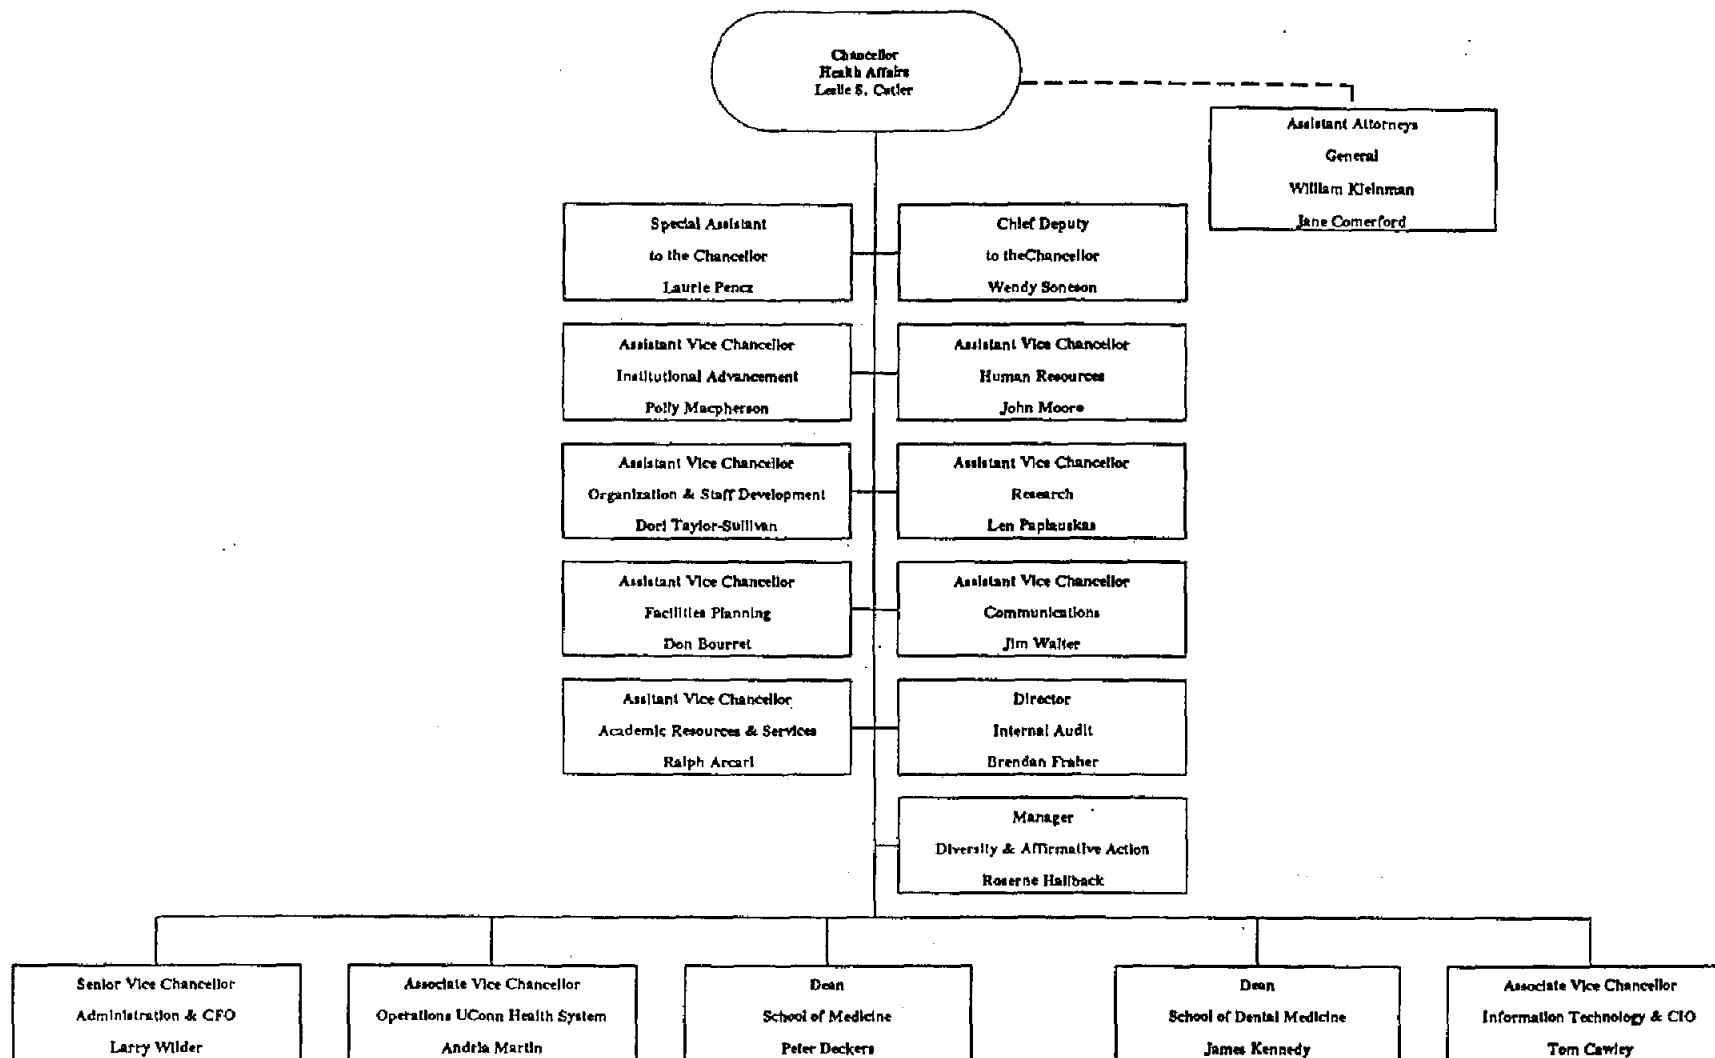 Chancellor
Health Affairs
Leslie S. Cutler
Assistant Attorneys
General
William Kleinman
Jane Comerford
Special Assistant
to the Chancellor
Laurie Pencz
Chief Deputy
to theChancellor
Wendy Soneson
Assistant Vice Chancellor
Institutional Advancement
Polly Macpherson
Assistant Vice Chancellor
Human Resources
John Moore
Assistant Vice Chancellor
Organization & Staff Development
Dori Taylor-Sullivan
Assistant Vice Chancellor
Research
Len Paplauskas
Assistant Vice Chancellor
Facilities Planning
Don Bourret
Assistant Vice Chancellor
Communications
Jim Walter
Assitant Vice Chancellor
Academic Resources & Services
Ralph Arcari
Director
Internal Audit
Brendan Fraher
Manager
Diversity & Affirmative Action
Roserne Hallback
Senior Vice Chancellor
Administration & CFO
Larry Wilder
Associate Vice Chancellor
Operations UConn Health System
Andria Martin
Dean
School of Medicine
Peter Deckers
Dean
School of Dental Medicine
James Kennedy
Associate Vice Chancellor
Information Technology & CIO
Tom Cawley